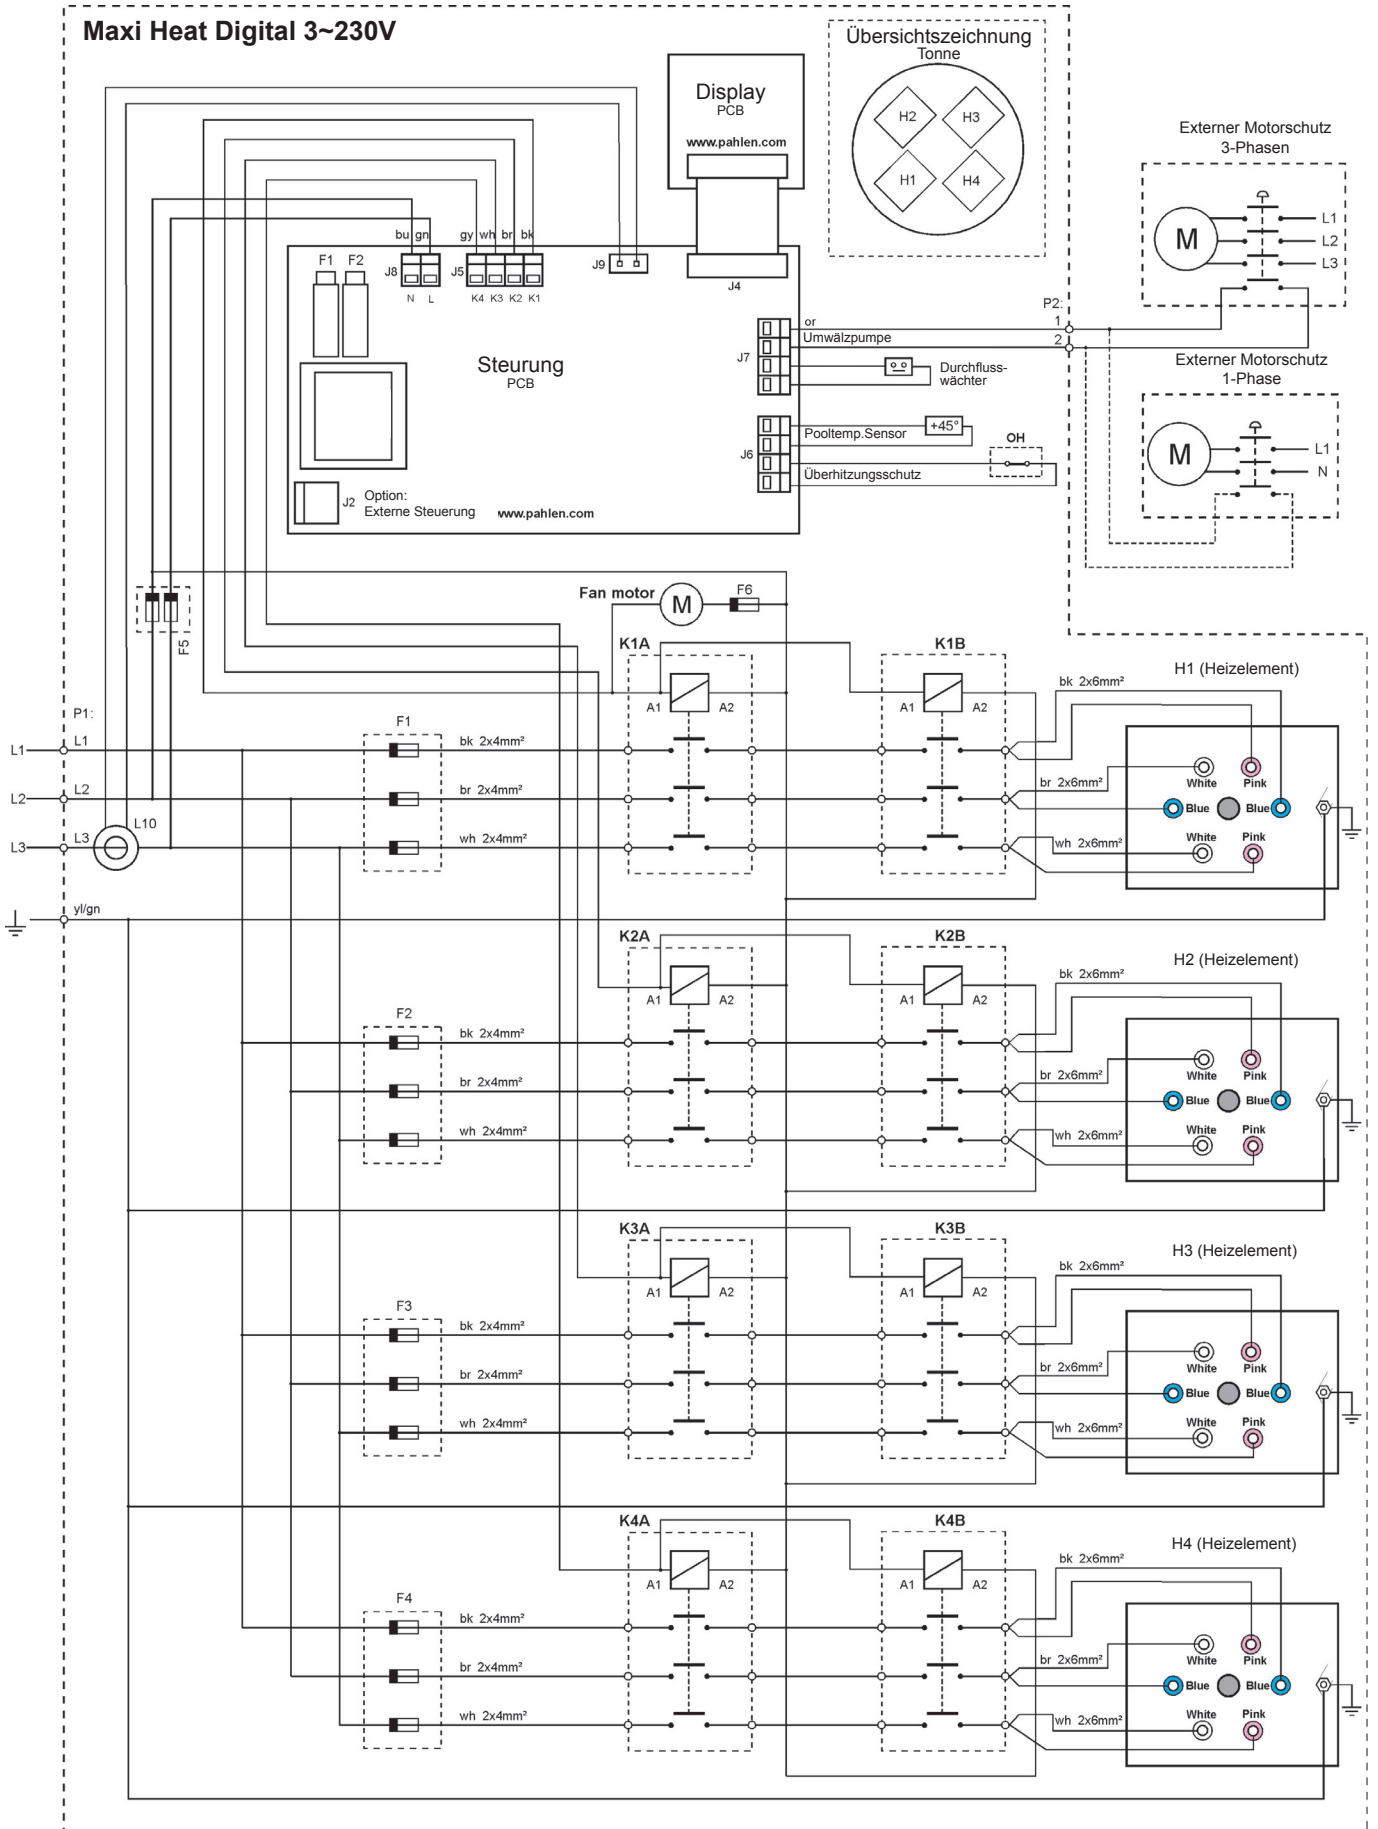 Maxi Heat Digital 3~230V
Übersichtszeichnung
Tonne
H2
H3
H1
H4
Display
PCB
www.pahlen.com
Externer Motorschutz
3-Phasen
M
L1
L2
L3
bu
gn
gy
wh
br
bk
F1
F2
J8
J5
J9
J4
N
L
K4
K3
K2
K1
Steurung
PCB
J2
Option:
Externe Steuerung
www.pahlen.com
J7
or
Umwälzpumpe
P2:
1
2
Durchfluss-
wächter
J6
Pooltemp.Sensor
+45°
Überhitzungsschutz
OH
Externer Motorschutz
1-Phase
M
L1
N
Fan motor
M
F6
F5
K1A
K1B
H1 (Heizelement)
P1:
L1
L1
L2
L2
L3
L3
L10
yl/gn
F1
bk 2x4mm²
br 2x4mm²
wh 2x4mm²
A1
A2
A1
A2
bk 2x6mm²
br 2x6mm²
wh 2x6mm²
White
Pink
Blue
Blue
White
Pink
K2A
K2B
H2 (Heizelement)
F2
bk 2x4mm²
br 2x4mm²
wh 2x4mm²
A1
A2
A1
A2
bk 2x6mm²
br 2x6mm²
wh 2x6mm²
White
Pink
Blue
Blue
White
Pink
K3A
K3B
H3 (Heizelement)
F3
bk 2x4mm²
br 2x4mm²
wh 2x4mm²
A1
A2
A1
A2
bk 2x6mm²
br 2x6mm²
wh 2x6mm²
White
Pink
Blue
Blue
White
Pink
K4A
K4B
H4 (Heizelement)
F4
bk 2x4mm²
br 2x4mm²
wh 2x4mm²
A1
A2
A1
A2
bk 2x6mm²
br 2x6mm²
wh 2x6mm²
White
Pink
Blue
Blue
White
Pink